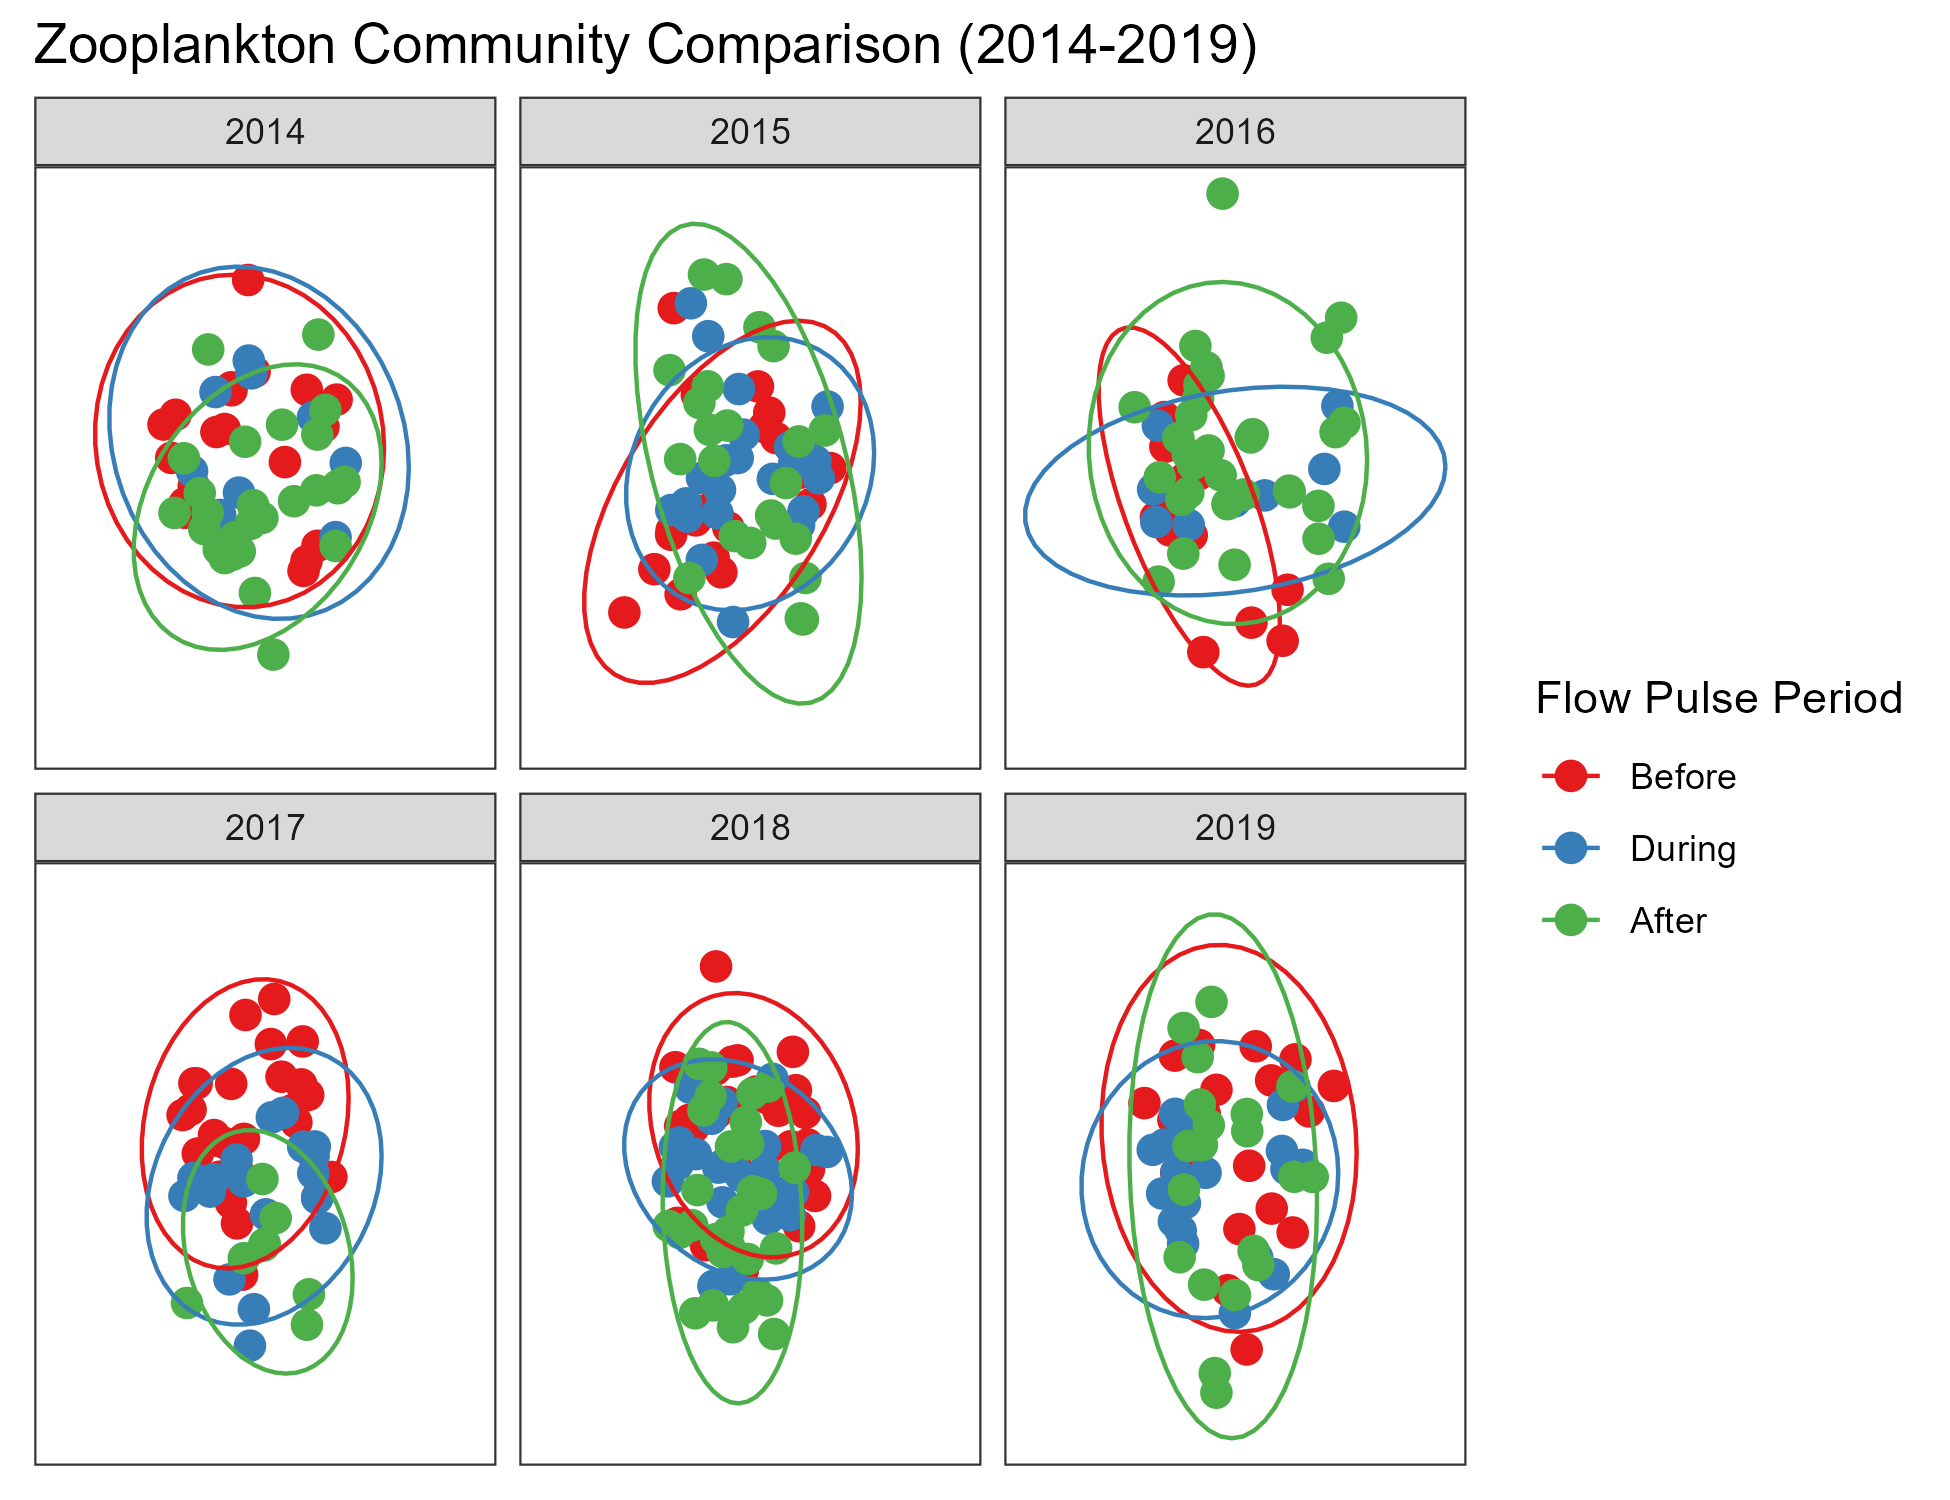 Zooplankton Community Comparison (2014-2019)
2014
2015
2016
2017
2018
2019
Flow Pulse Period
Before
During
After